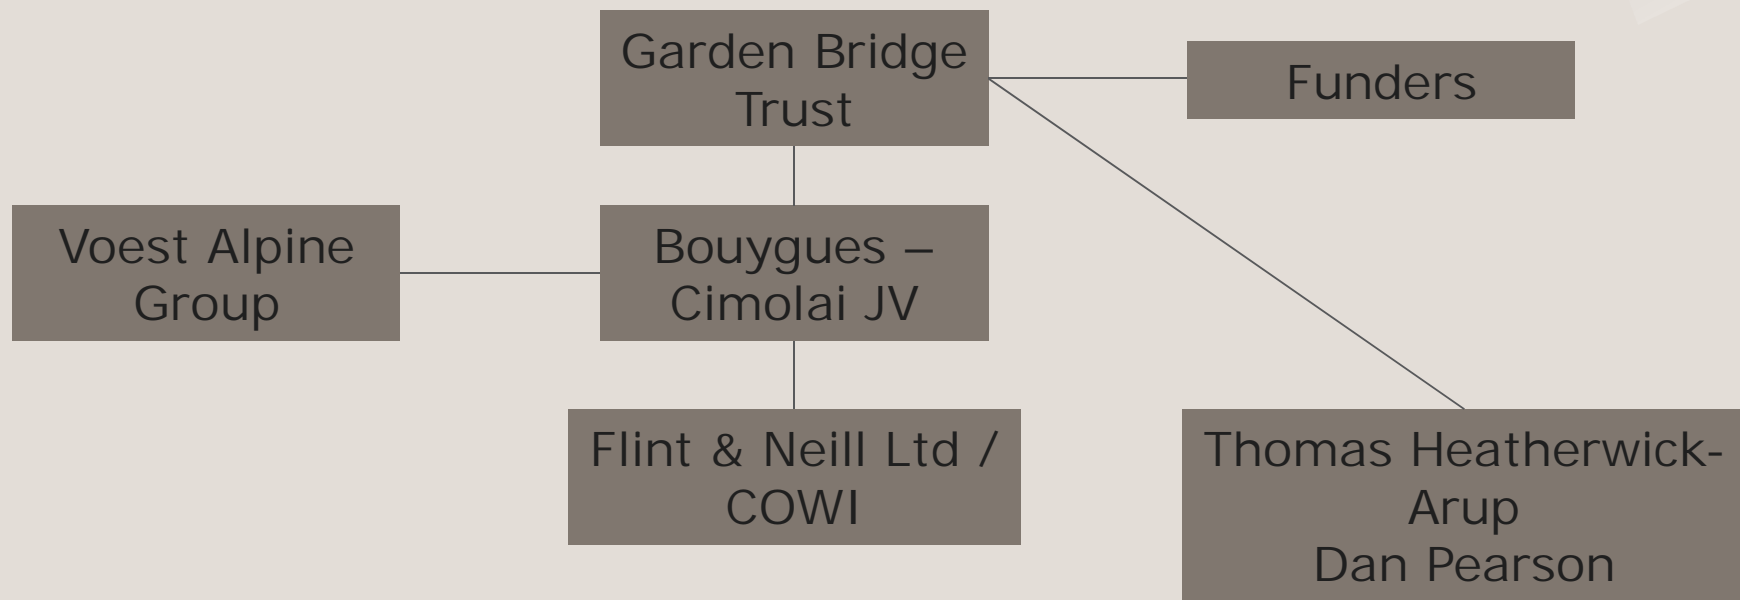 Garden Bridge
Trust
Funders
Voest Alpine
Group
Bouygues –
Cimolai JV
Flint & Neill Ltd /
COWI
Thomas Heatherwick-
Arup
Dan Pearson